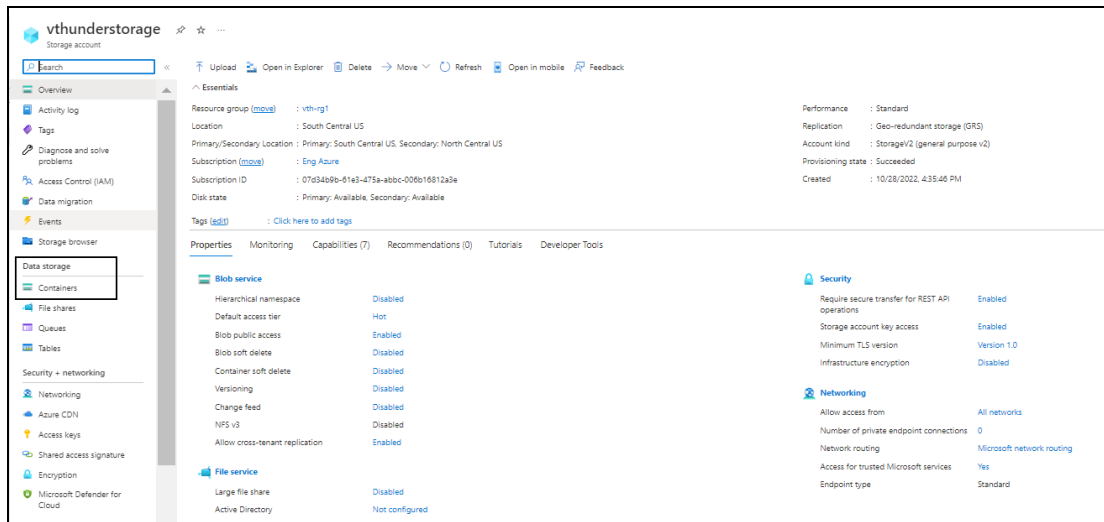 vthunderstorage
Storage account
Search
Overview
Activity log
Tags
Diagnose and solve
problems
Access Control (IAM)
Data migration
Events
Storage browser
Data storage
Containers
File shares
Queues
Tables
Security + networking
Networking
Azure CDN
Access keys
Shared access signature
Encryption
Microsoft Defender for
Cloud
Upload Open in Explorer Delete Move Refresh Open in mobile Feedback
Essentials
Resource group (move) : vth-rg1
Location : South Central US
Primary/Secondary Location : Primary: South Central US, Secondary: North Central US
Subscription (move) : Eng Azure
Subscription ID : 07d34b9b-61e3-475a-abbc-006b16812a3e
Disk state : Primary: Available, Secondary: Available
Tags (edit) : Click here to add tags
Performance : Standard
Replication : Geo-redundant storage (GRS)
Account kind : StorageV2 (general purpose v2)
Provisioning state : Succeeded
Created : 10/28/2022, 4:35:46 PM
Properties Monitoring Capabilities (7) Recommendations (0) Tutorials Developer Tools
Blob service
Hierarchical namespace Disabled
Default access tier Hot
Blob public access Enabled
Blob soft delete Disabled
Container soft delete Disabled
Versioning Disabled
Change feed Disabled
NFS v3 Disabled
Allow cross-tenant replication Enabled
File service
Large file share Disabled
Active Directory Not configured
Security
Require secure transfer for REST API Enabled
operations
Storage account key access Enabled
Minimum TLS version Version 1.0
Infrastructure encryption Disabled
Networking
Allow access from All networks
Number of private endpoint connections 0
Network routing Microsoft network routing
Access for trusted Microsoft services Yes
Endpoint type Standard